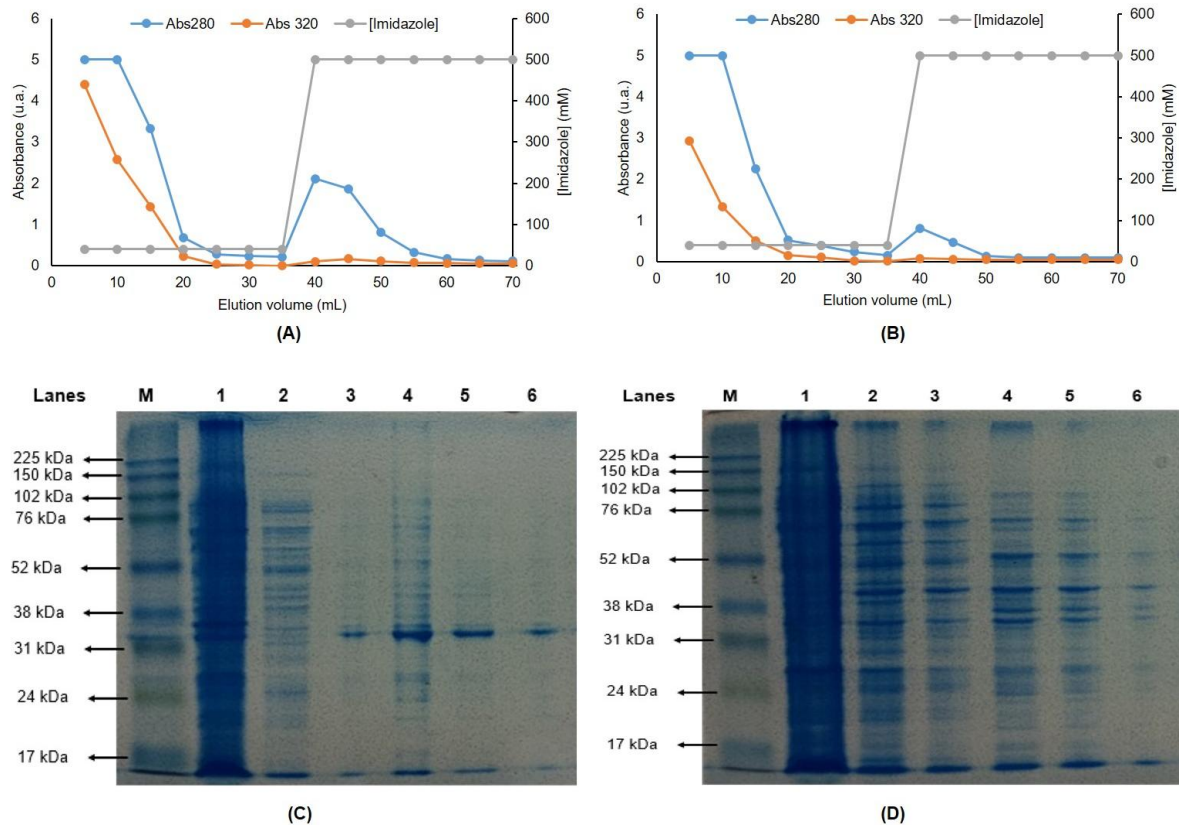 Abs280 Abs 320 [Imidazole]
6
5
4
3
2
1
0
Absorbance (u.a.)
600
500
400
300
200
100
0
[Imidazole] (mM)
0 10 20 30 40 50 60 70
Elution volume (mL)
(A)
Abs280 Abs 320 [Imidazole]
6
5
4
3
2
1
0
Absorbance (u.a.)
600
500
400
300
200
100
0
[Imidazole] (mM)
0 10 20 30 40 50 60 70
Elution volume (mL)
(B)
Lanes M 1 2 3 4 5 6
225 kDa
150 kDa
102 kDa
76 kDa
52 kDa
38 kDa
31 kDa
24 kDa
17 kDa
(C)
Lanes M 1 2 3 4 5 6
225 kDa
150 kDa
102 kDa
76 kDa
52 kDa
38 kDa
31 kDa
24 kDa
17 kDa
(D)